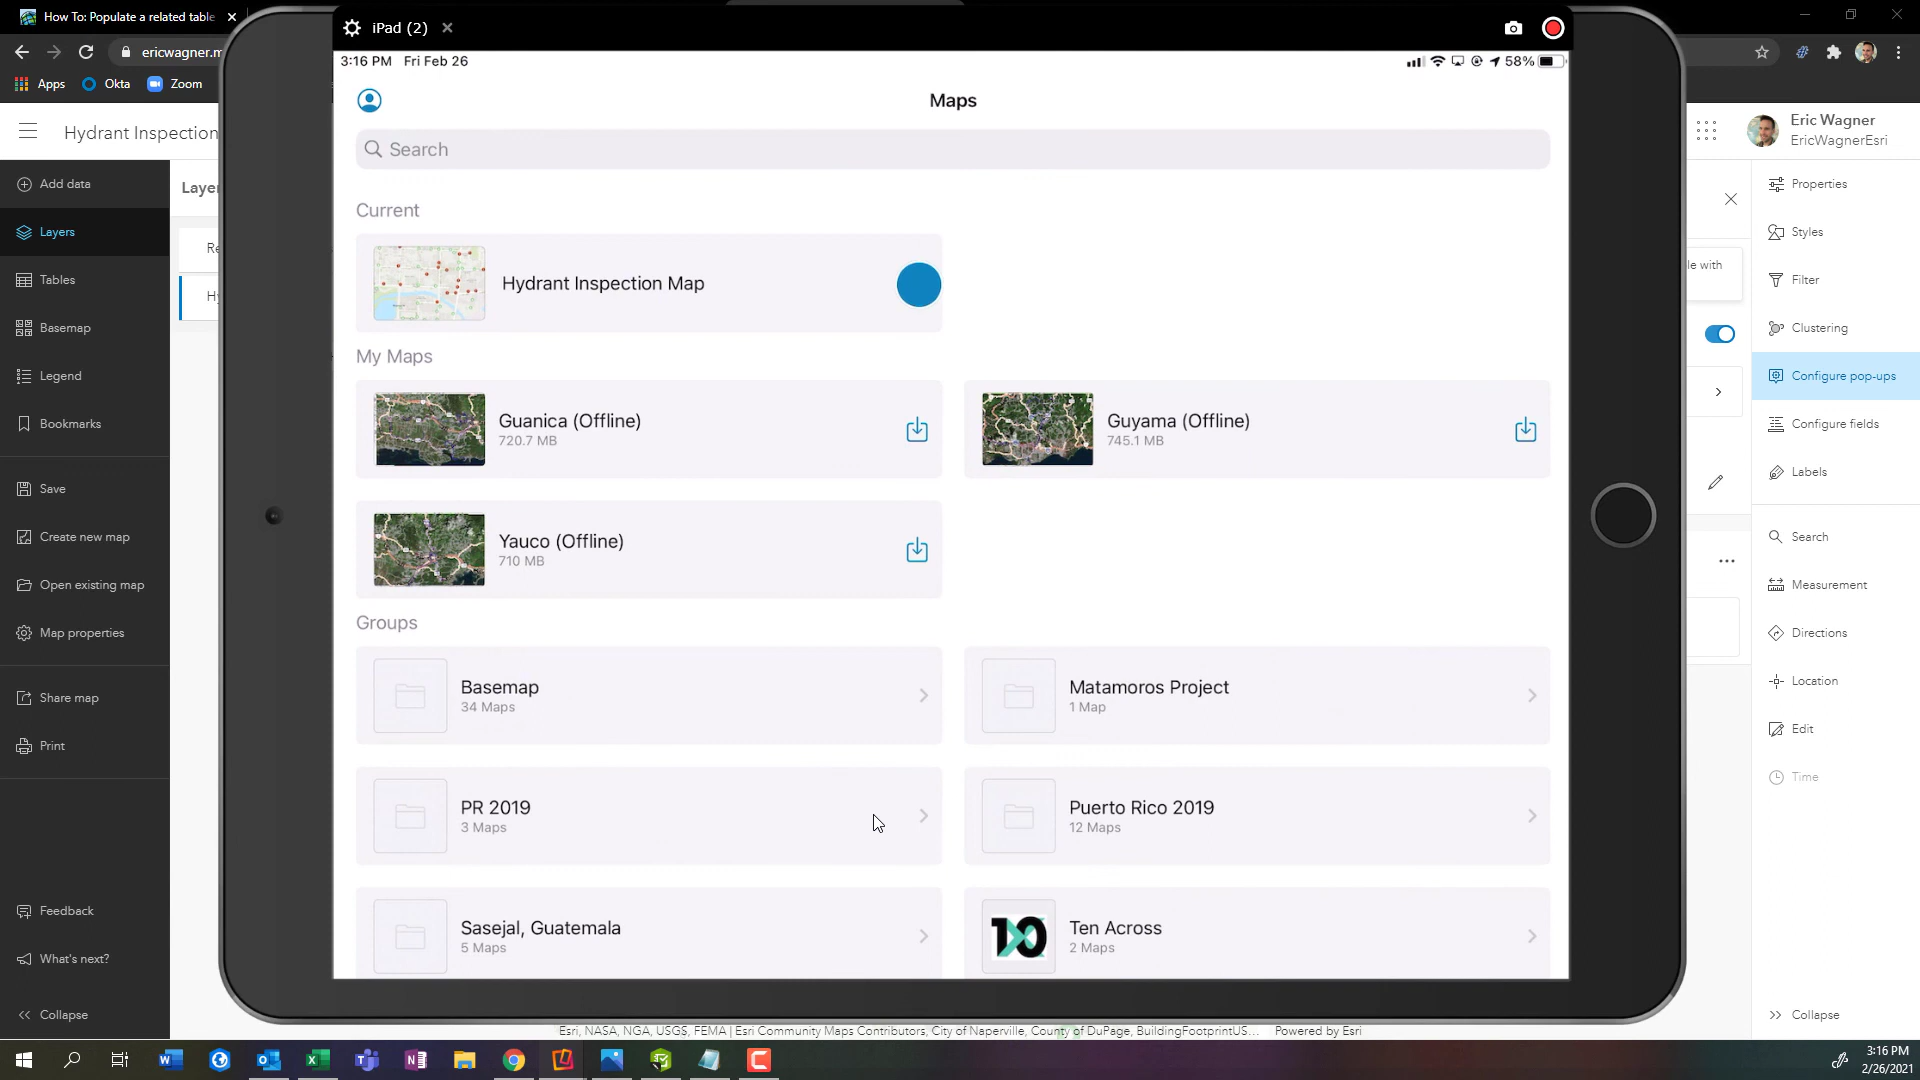 How To: Populate a related table
iPad (2)
ericwagner.m
Apps
Okta
Zoom
3:16 PM Fri Feb 26
58%
Maps
Hydrant Inspection
Eric Wagner
EricWagnerEsri
Search
Add data
Layers
Tables
Basemap
Legend
Bookmarks
Save
Create new map
Open existing map
Map properties
Share map
Print
Feedback
What's next?
Collapse
Layer
Re
Hy
Current
Hydrant Inspection Map
My Maps
Guanica (Offline)
720.7 MB
Guyama (Offline)
745.1 MB
Yauco (Offline)
710 MB
Groups
Basemap
34 Maps
Matamoros Project
1 Map
PR 2019
3 Maps
Puerto Rico 2019
12 Maps
Sasejal, Guatemala
5 Maps
10
Ten Across
2 Maps
le with
Properties
Styles
Filter
Clustering
Configure pop-ups
Configure fields
Labels
Search
Measurement
Directions
Location
Edit
Time
Collapse
Esri, NASA, NGA, USGS, FEMA | Esri Community Maps Contributors, City of Naperville, County of DuPage, BuildingFootprintUS...
Powered by Esri
3:16 PM
2/26/2021